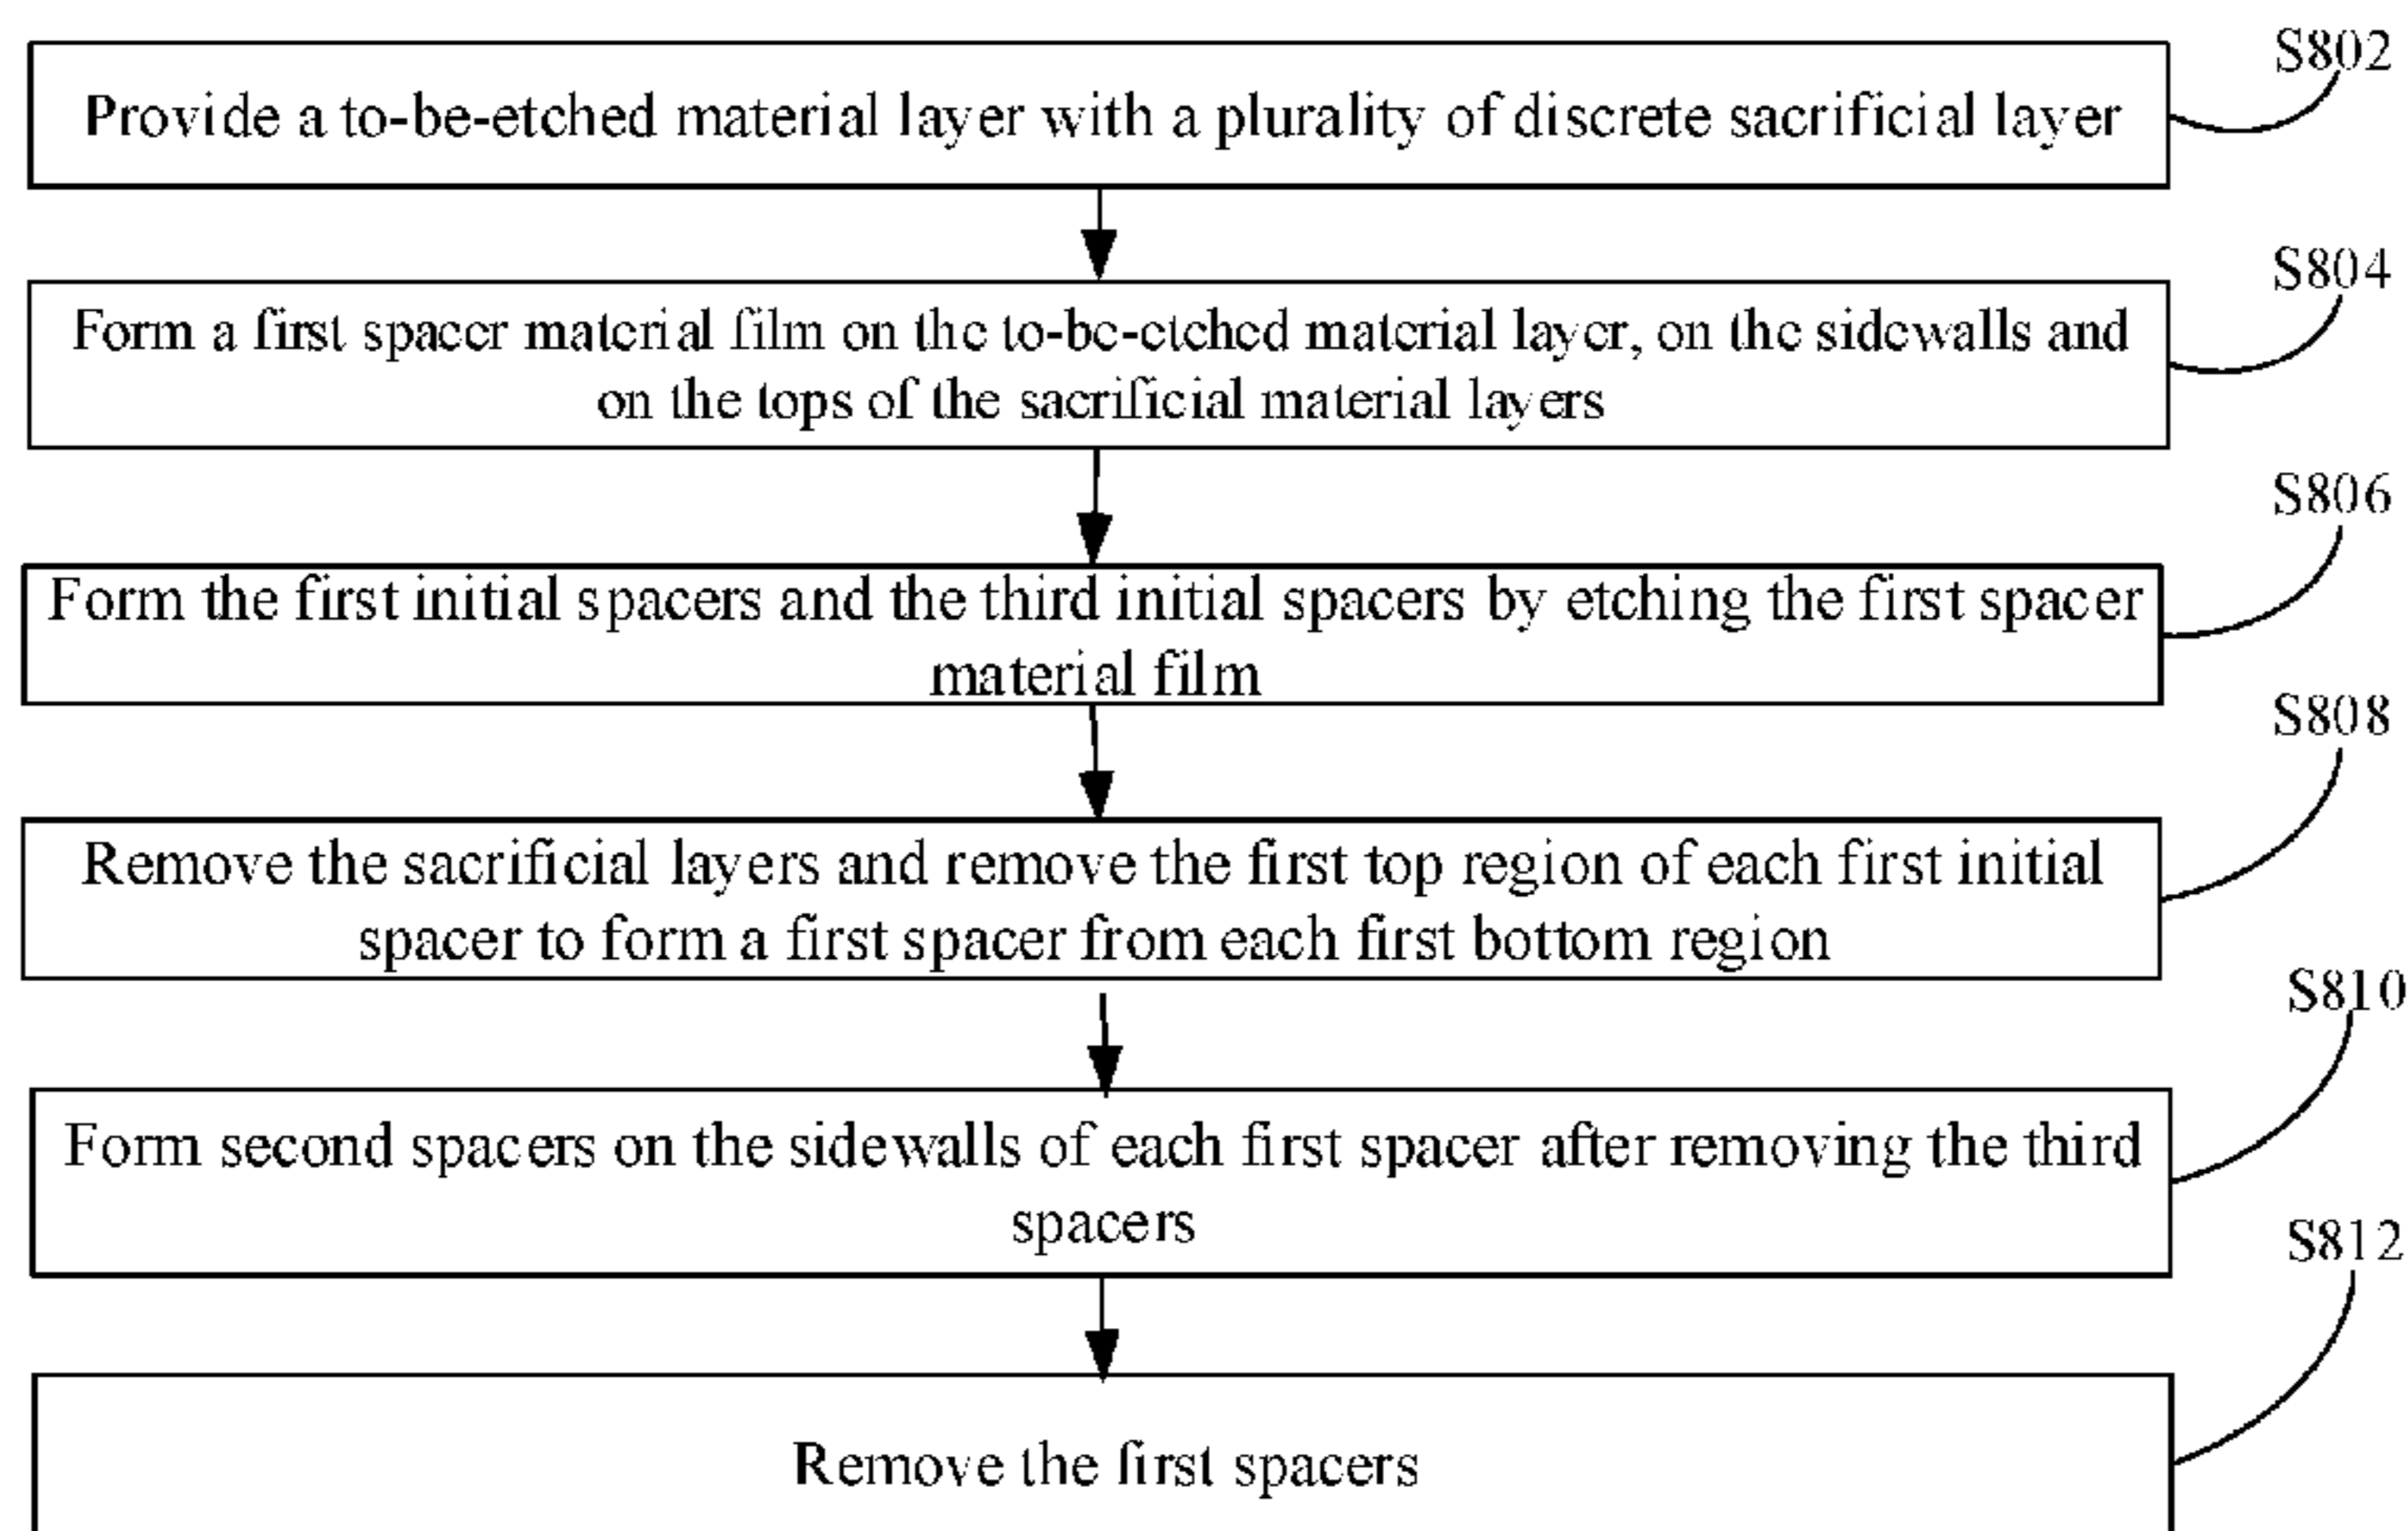 S802
Provide a to-be-etched material layer with a plurality of discrete sacrificial layer
S804
Form a first spacer material film on the to-be-etched material layer, on the sidewalls and
on the tops of the sacrificial material layers
S806
Form the first initial spacers and the third initial spacers by etching the first spacer
material film
S808
Remove the sacrificial layers and remove the first top region of each first initial
spacer to form a first spacer from each first bottom region
S810
Form second spacers on the sidewalls of each first spacer after removing the third
spacers
S812
Remove the first spacers